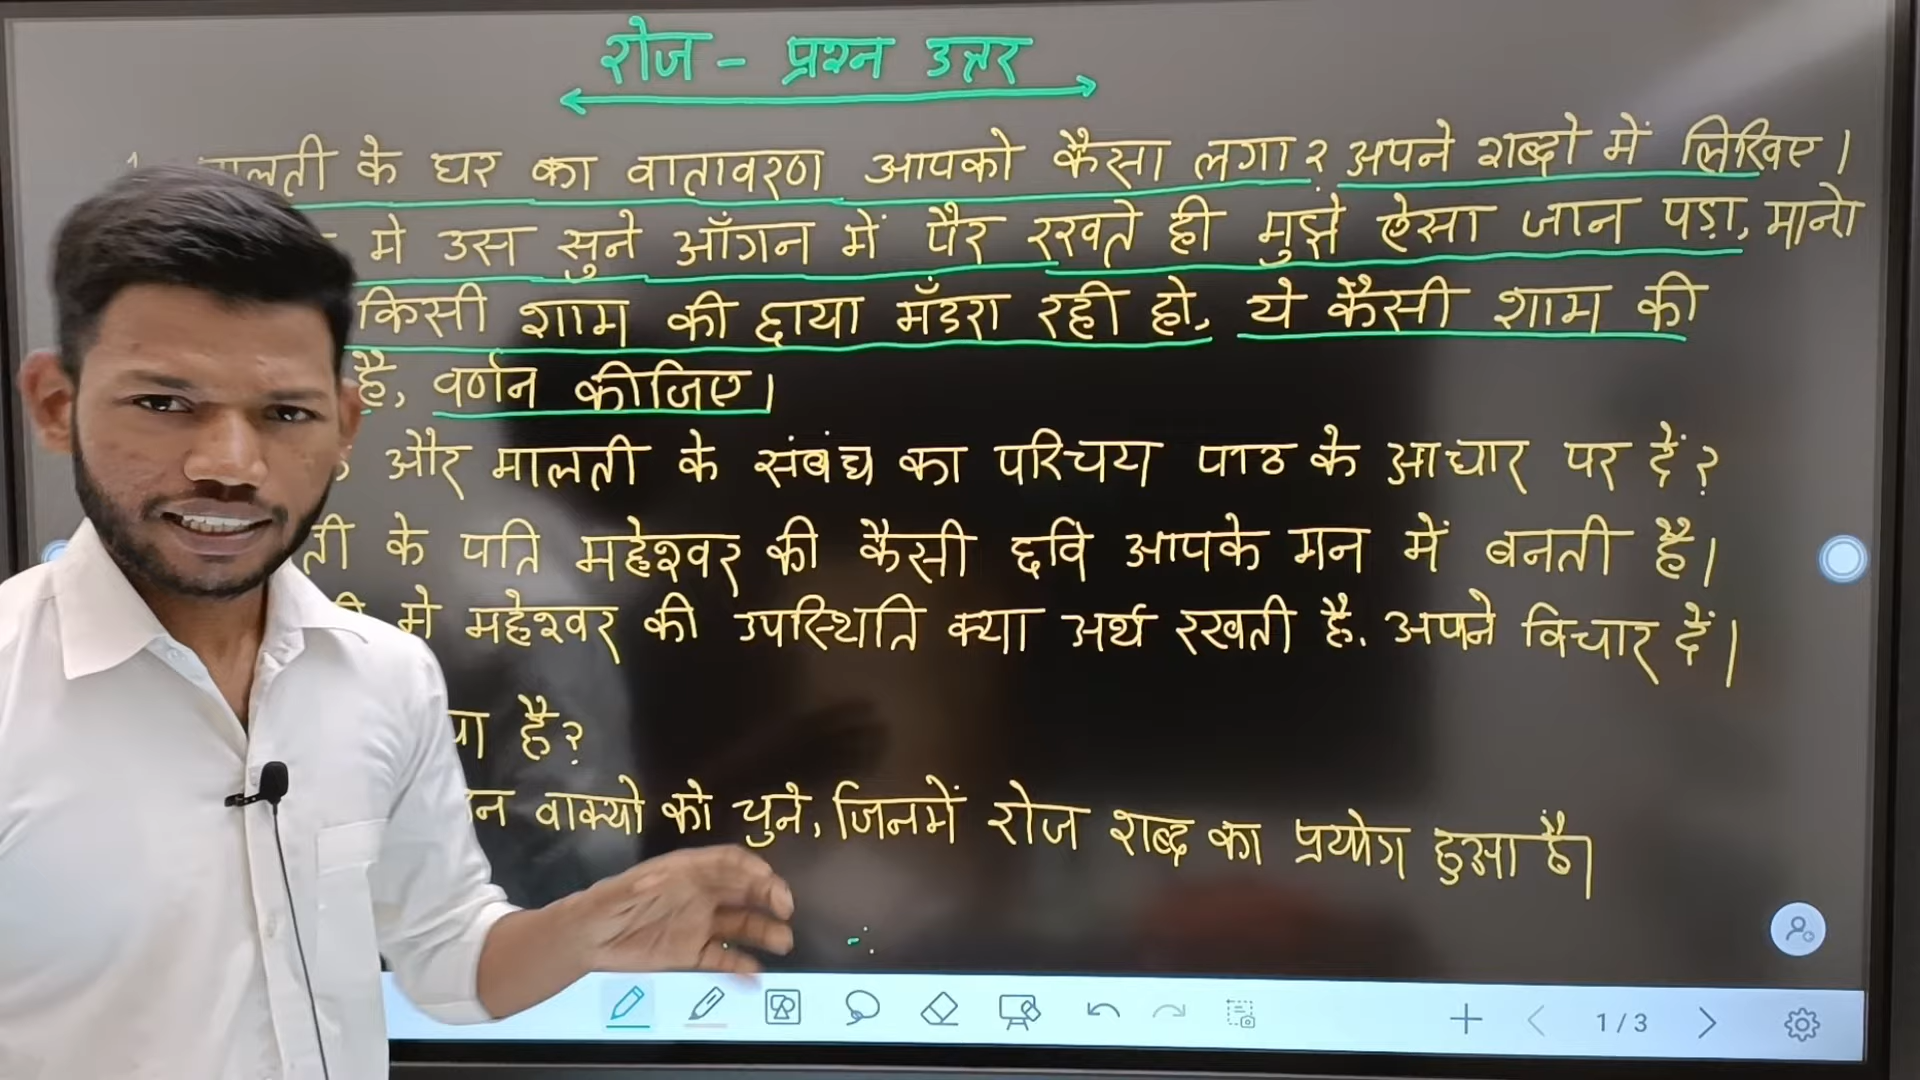 रोज - प्रश्न उत्तर
के घर का वातावरण आपको कैसा लगा? अपने शब्दो में लिखिए।
मे उस सुने आँगन में पैर रखते ही मुझे ऐसा जान पड़ा, मानो
किसी शाम की छाया मँडरा रही हो, ये कैसी शाम की
है, वर्णन कीजिए।
और मालती के संबंध का परिचय पाठ के आधार पर दें?
के पति महेश्वर की कैसी छवि आपके मन में बनती है।
मे महेश्वर की उपस्थिति क्या अर्थ रखती है. अपने विचार दें।
है?
वाक्यो को चुने, जिनमें रोज शब्द का प्रयोग हुआ है।
1/3